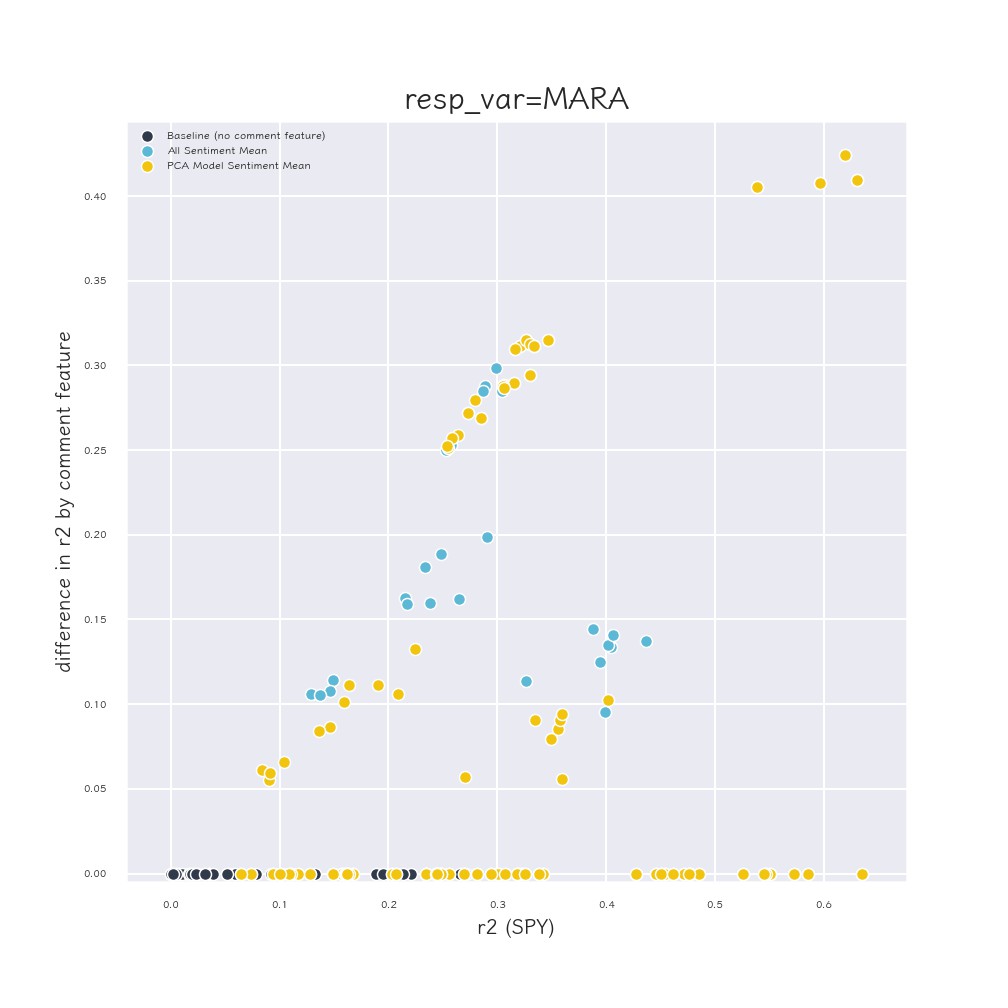 resp_var=MARA
Baseline (no comment feature)
All Sentiment Mean
PCA Model Sentiment Mean
0.40
0.35
0.30
0.25
0.20
0.15
0.10
0.05
0.00
difference in r2 by comment feature
0.0 0.1 0.2 0.3 0.4 0.5 0.6
r2 (SPY)